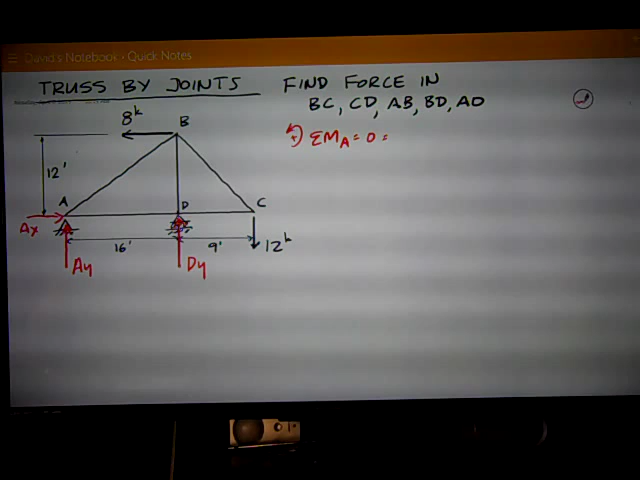 David's Notebook • Quick Notes
TRUSS BY JOINTS
FIND FORCE IN
BC, CD, AB, BD, AD
ΣMA = 0 =
8k
B
12'
A
D
C
Ax
16'
9'
12k
Ay
Dy